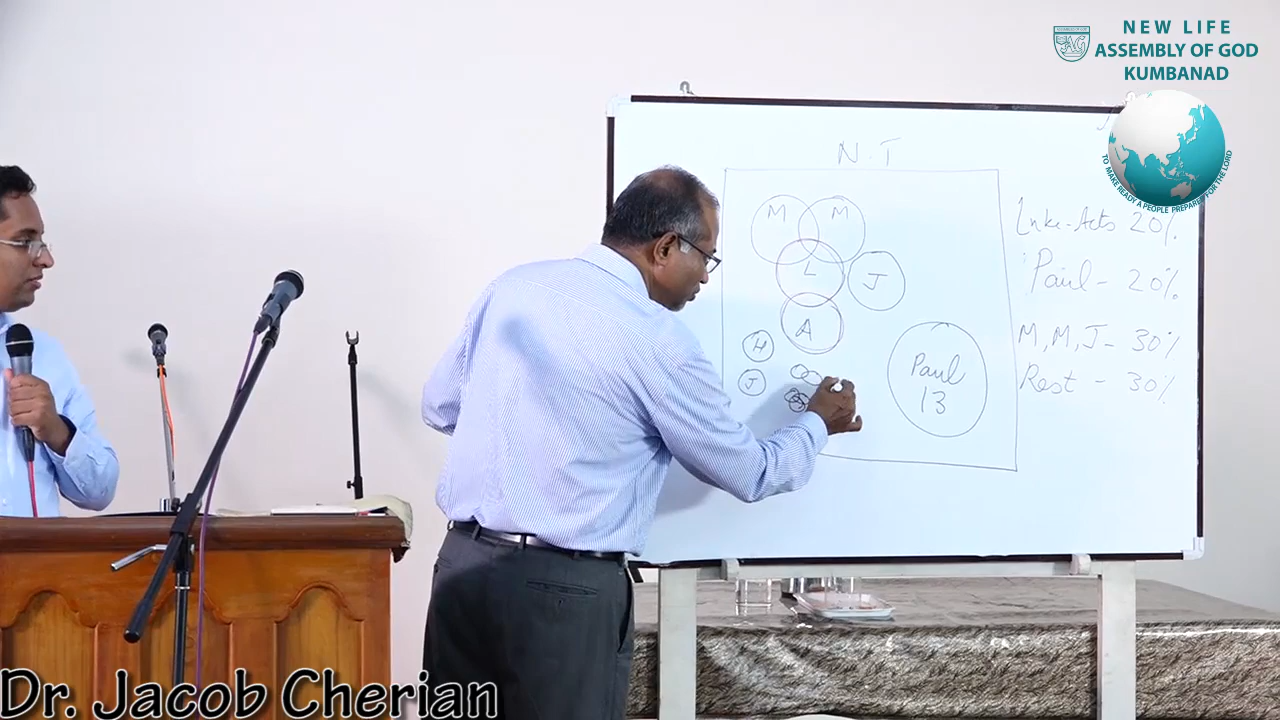 NEW LIFE
ASSEMBLY OF GOD
KUMBANAD
TO MAKE READY A PEOPLE PREPARED FOR THE LORD
N.T
M M
L J
A
H
J
Paul
13
Luke-Acts 20%
Paul - 20%
M, M, J - 30%
Rest - 30%
Dr. Jacob Cherian